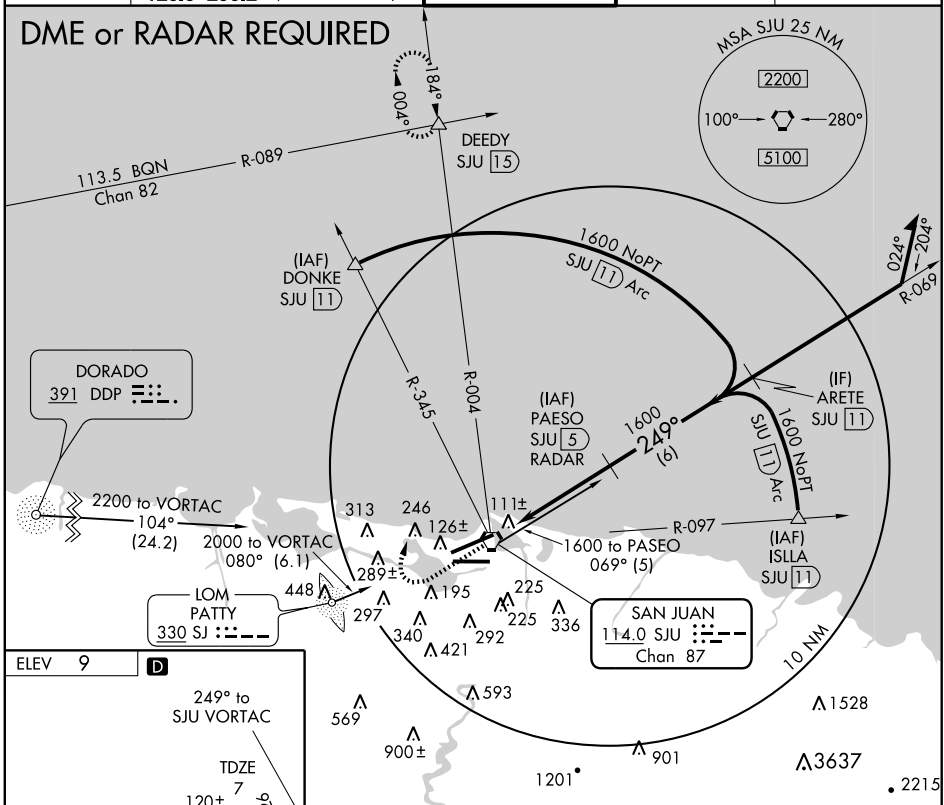 DME or RADAR REQUIRED
MSA SJU 25 NM
2200
100°
280°
5100
184°
004°
DEEDY
SJU 15
113.5 BQN
Chan 82
R-089
(IAF)
DONKE
SJU 11
1600 NoPT
SJU 11 Arc
024°
204°
R-069
DORADO
391 DDP
R-345
R-004
(IAF)
PAESO
SJU 5
RADAR
1600
249°
(6)
(IF)
ARETE
SJU 11
1600 NoPT
SJU 11 Arc
2200 to VORTAC
104°
(24.2)
2000 to VORTAC
080° (6.1)
313
246
126±
111±
R-097
1600 to PASEO
069° (5)
(IAF)
ISLLA
SJU 11
289±
448
297
195
225
225
336
LOM
PATTY
330 SJ
340
292
421
SAN JUAN
114.0 SJU
Chan 87
10 NM
ELEV 9
D
249° to
SJU VORTAC
569
593
1528
900±
901
3637
TDZE
7
1201
2215
120±